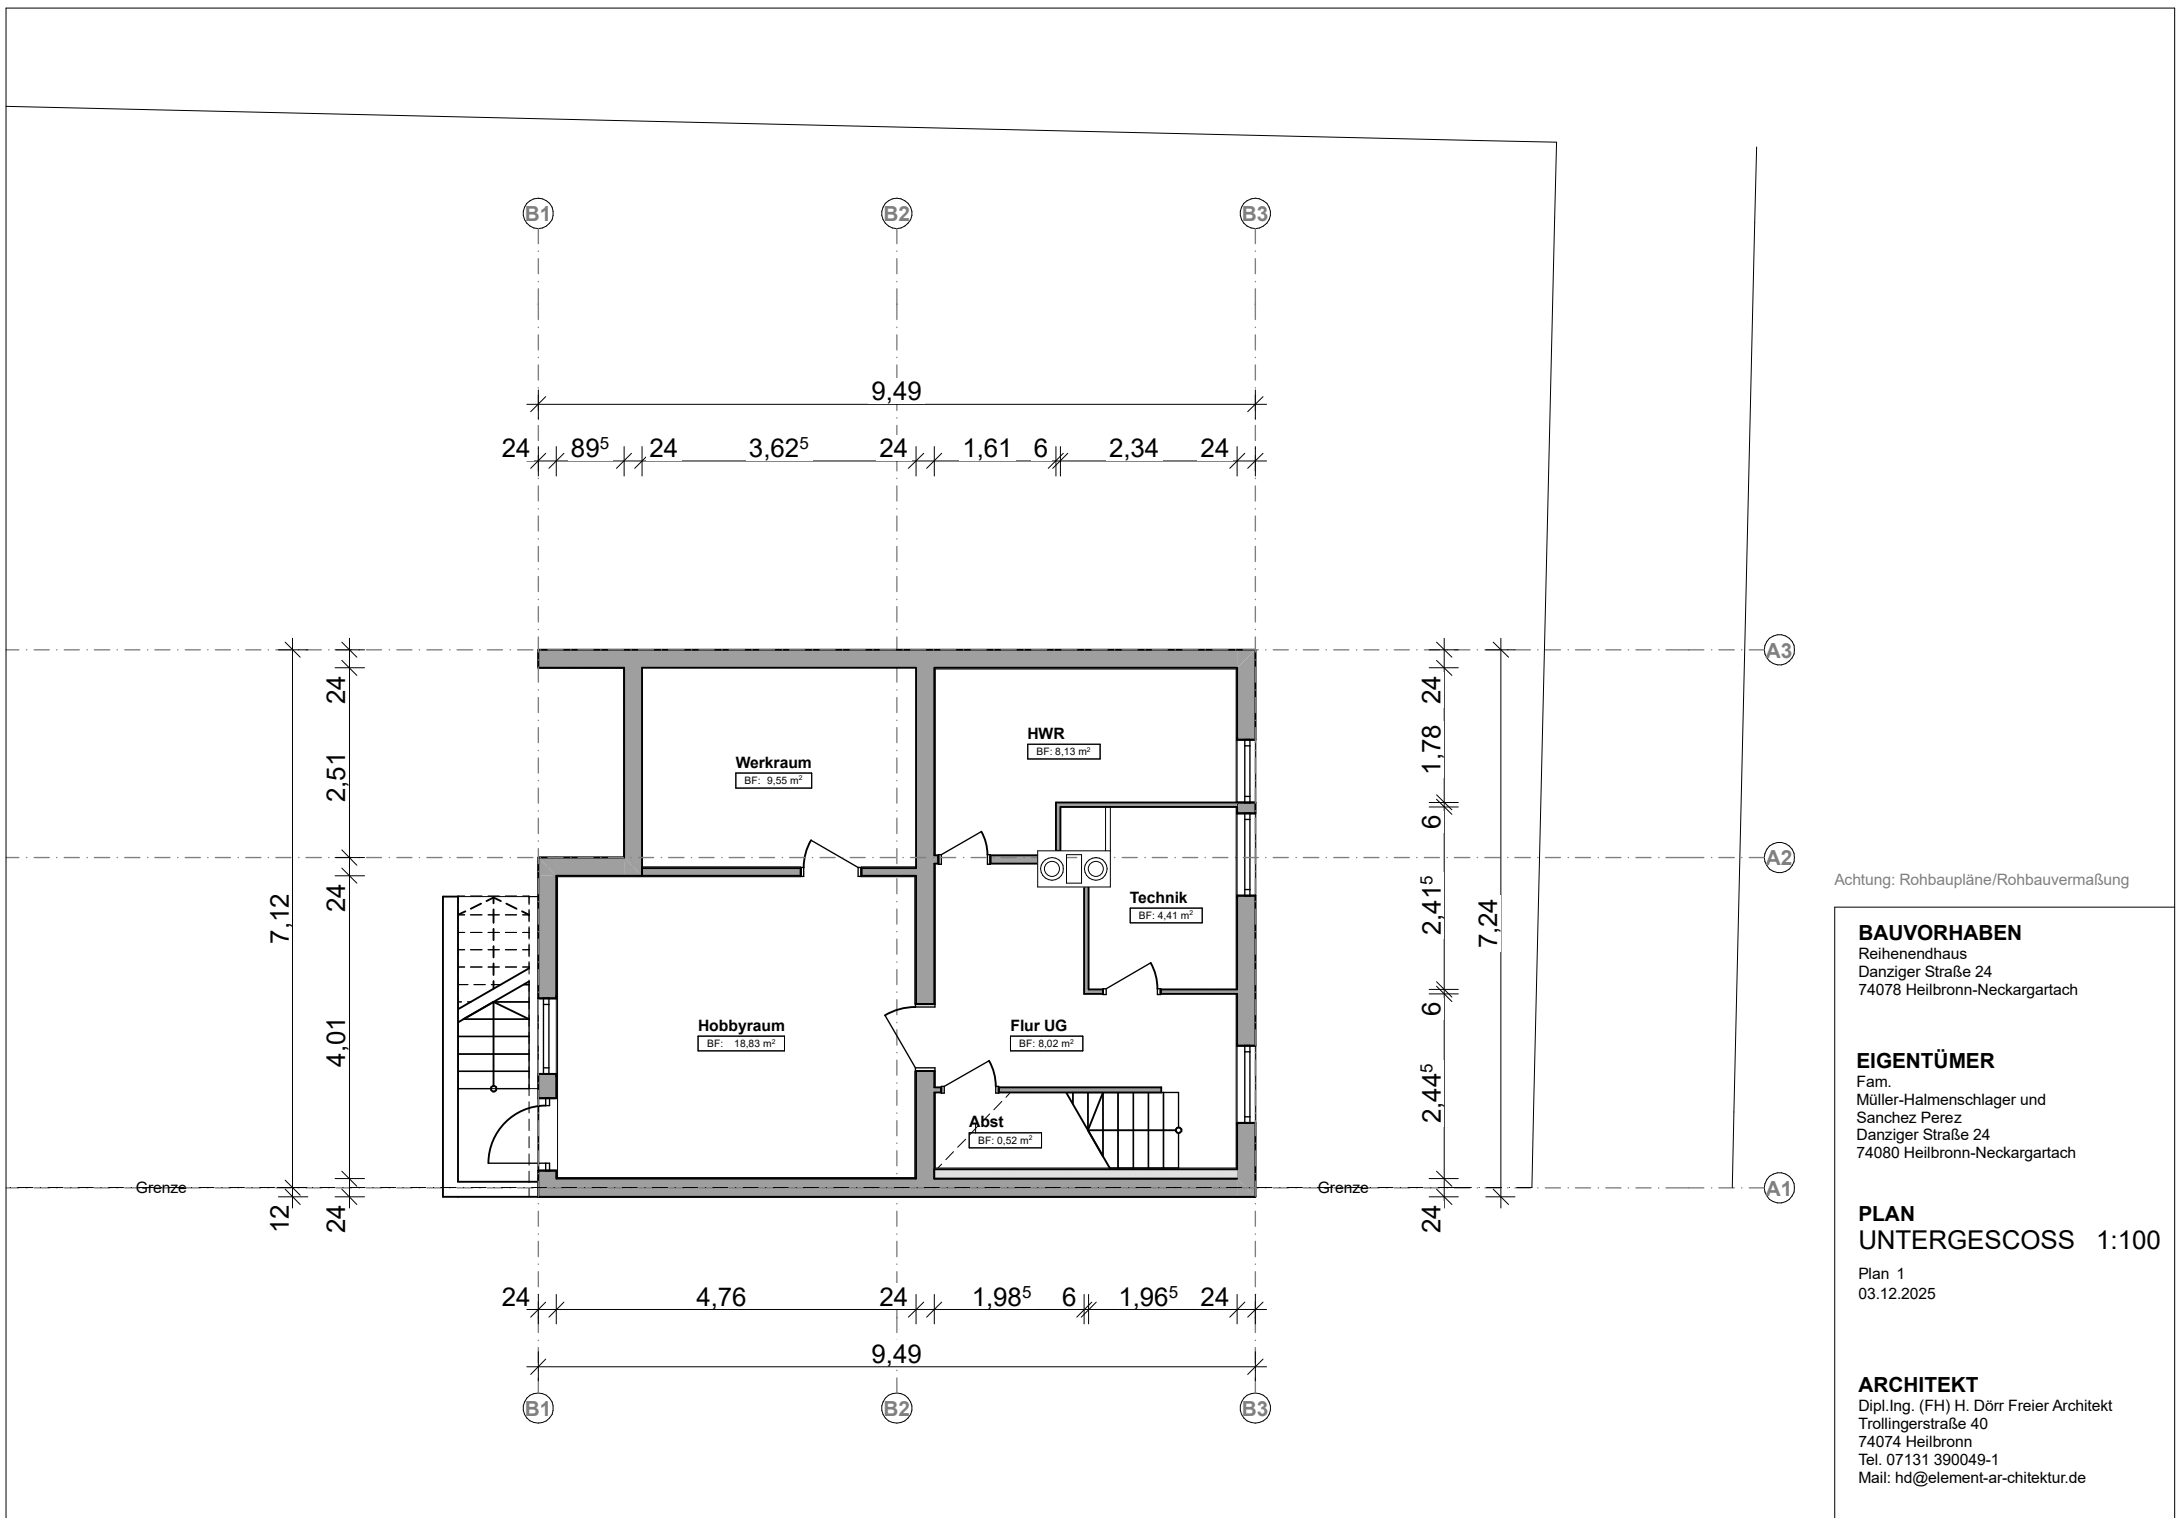 B1 B2 B3
9,49
24 89⁵ 24 3,62⁵ 24 1,61 6 2,34 24
A3
24
24
1,78
2,51
HWR
BF: 8,13 m²
Werkraum
BF: 9,55 m²
6
A2
24
7,12
2,41⁵
7,24
Technik
BF: 4,41 m²
6
4,01
Hobbyraum
BF: 18,83 m²
Flur UG
BF: 8,02 m²
2,44⁵
Abst
BF: 0,52 m²
Grenze
Grenze
A1
12
24
24
24 4,76 24 1,98⁵ 6 1,96⁵ 24
9,49
B1 B2 B3
Achtung: Rohbaupläne/Rohbauvermaßung
BAUVORHABEN
Reihenendhaus
Danziger Straße 24
74078 Heilbronn-Neckargartach
EIGENTÜMER
Fam.
Müller-Halmenschlager und
Sanchez Perez
Danziger Straße 24
74080 Heilbronn-Neckargartach
PLAN
UNTERGESCOSS 1:100
Plan 1
03.12.2025
ARCHITEKT
Dipl.Ing. (FH) H. Dörr Freier Architekt
Trollingerstraße 40
74074 Heilbronn
Tel. 07131 390049-1
Mail: hd@element-ar-chitektur.de